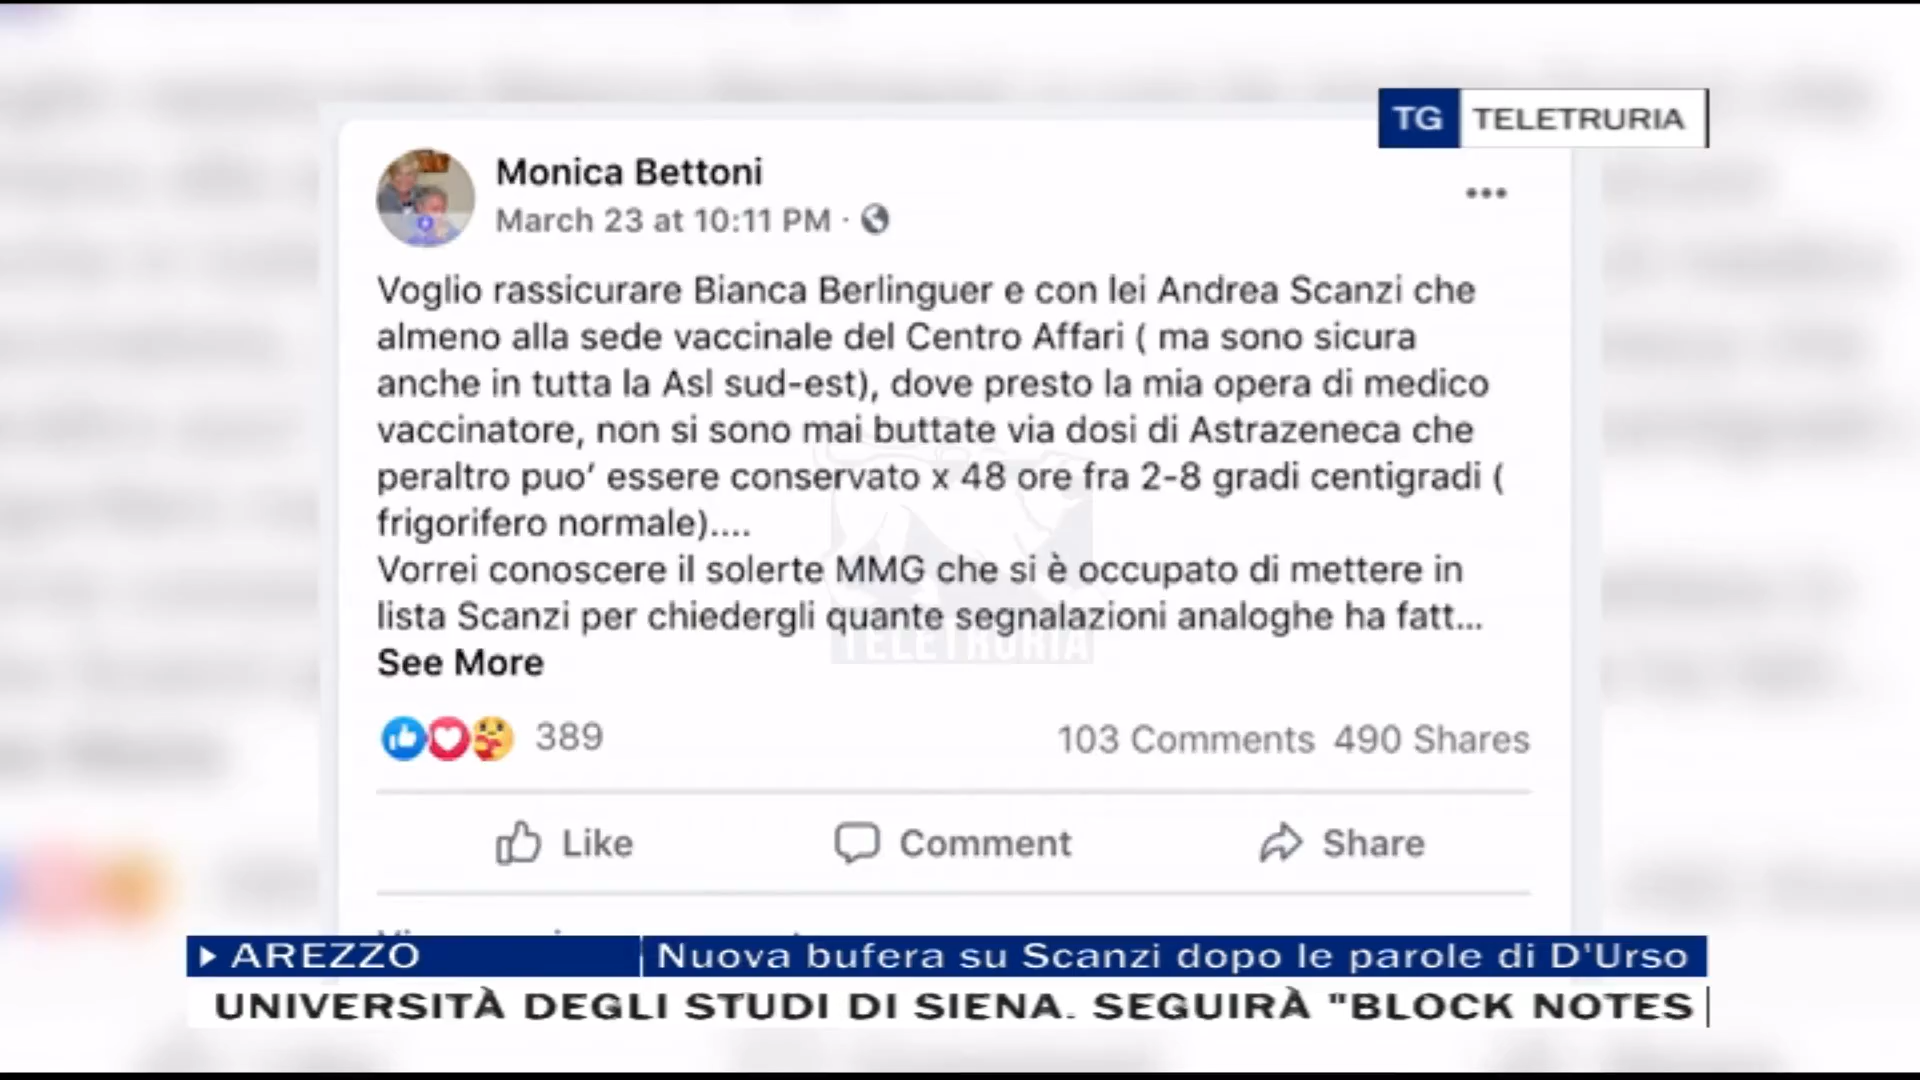 TG TELETRURIA
Monica Bettoni
March 23 at 10:11 PM ·
Voglio rassicurare Bianca Berlinguer e con lei Andrea Scanzi che
almeno alla sede vaccinale del Centro Affari ( ma sono sicura
anche in tutta la Asl sud-est), dove presto la mia opera di medico
vaccinatore, non si sono mai buttate via dosi di Astrazeneca che
peraltro puo’ essere conservato x 48 ore fra 2-8 gradi centigradi (
frigorifero normale)....
Vorrei conoscere il solerte MMG che si è occupato di mettere in
lista Scanzi per chiedergli quante segnalazioni analoghe ha fatt...
See More
TELETRURIA
389
103 Comments 490 Shares
Like Comment Share
AREZZO Nuova bufera su Scanzi dopo le parole di D'Urso
UNIVERSITÀ DEGLI STUDI DI SIENA. SEGUIRÀ "BLOCK NOTES